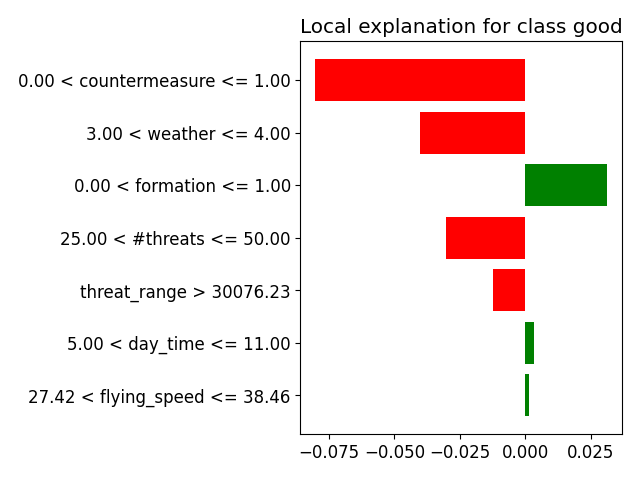 Local explanation for class good
0.00 < countermeasure <= 1.00
3.00 < weather <= 4.00
0.00 < formation <= 1.00
25.00 < #threats <= 50.00
threat_range > 30076.23
5.00 < day_time <= 11.00
27.42 < flying_speed <= 38.46
−0.075 −0.050 −0.025 0.000 0.025